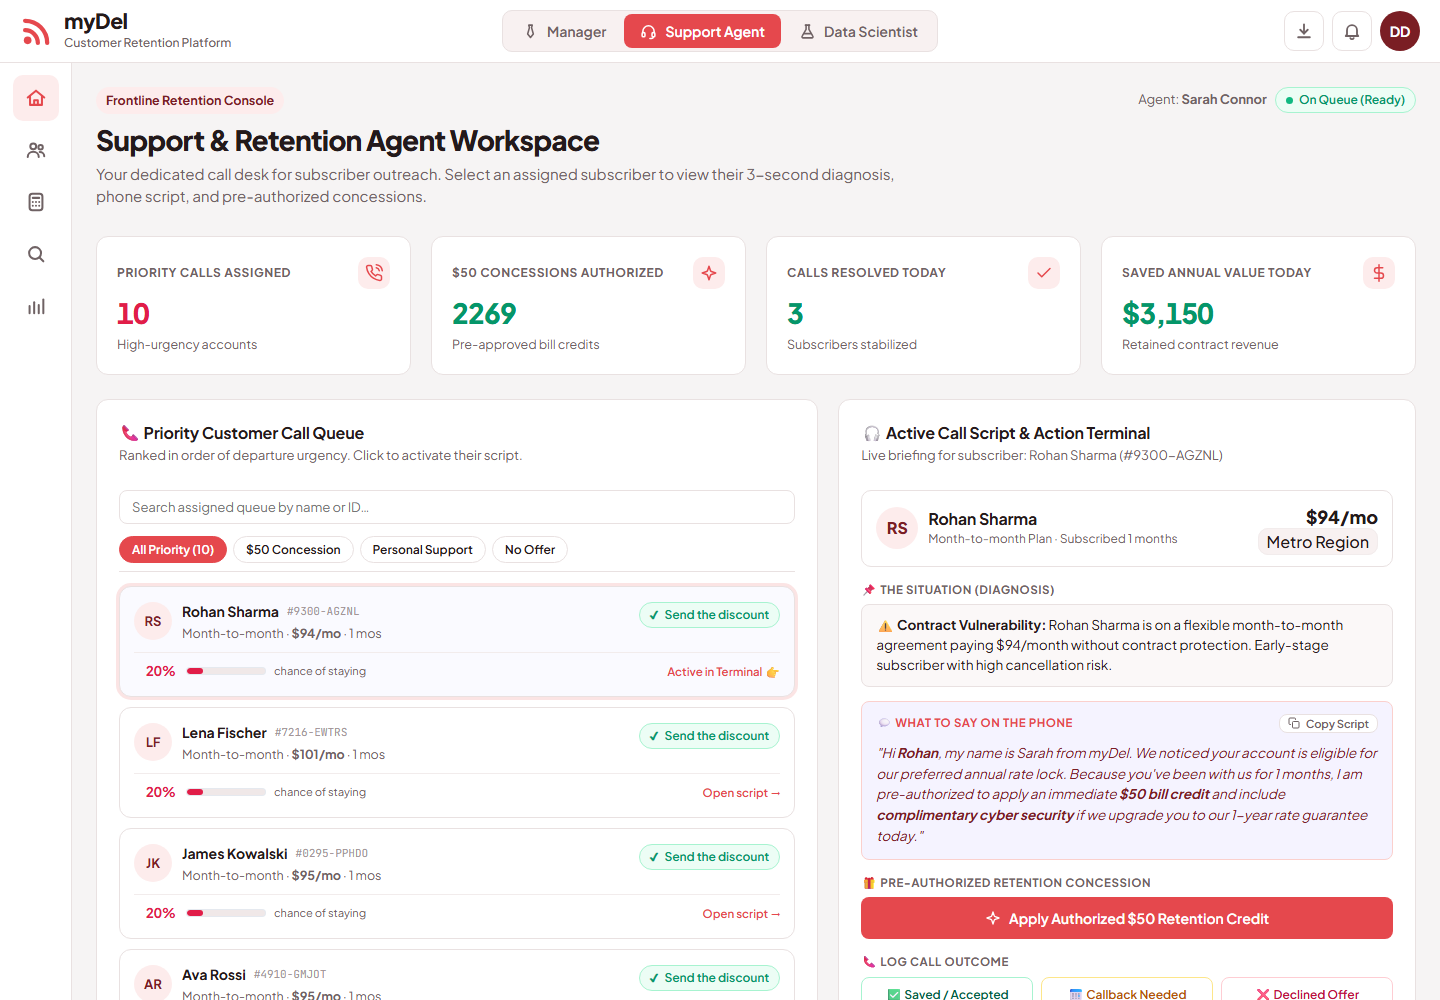 myDel
Customer Retention Platform
Manager
Support Agent
Data Scientist
DD
Frontline Retention Console
Agent: Sarah Connor
On Queue (Ready)
Support & Retention Agent Workspace
Your dedicated call desk for subscriber outreach. Select an assigned subscriber to view their 3-second diagnosis,
phone script, and pre-authorized concessions.
PRIORITY CALLS ASSIGNED
10
High-urgency accounts
$50 CONCESSIONS AUTHORIZED
2269
Pre-approved bill credits
CALLS RESOLVED TODAY
3
Subscribers stabilized
SAVED ANNUAL VALUE TODAY
$3,150
Retained contract revenue
Priority Customer Call Queue
Ranked in order of departure urgency. Click to activate their script.
Search assigned queue by name or ID...
All Priority (10)
$50 Concession
Personal Support
No Offer
RS
Rohan Sharma #9300-AGZNL
Month-to-month · $94/mo · 1 mos
✓ Send the discount
20% chance of staying
Active in Terminal 👉
LF
Lena Fischer #7216-EWTRS
Month-to-month · $101/mo · 1 mos
✓ Send the discount
20% chance of staying
Open script →
JK
James Kowalski #0295-PPHDO
Month-to-month · $95/mo · 1 mos
✓ Send the discount
20% chance of staying
Open script →
AR
Ava Rossi #4910-GMJOT
Month-to-month · $95/mo · 1 mos
✓ Send the discount
Active Call Script & Action Terminal
Live briefing for subscriber: Rohan Sharma (#9300-AGZNL)
RS
Rohan Sharma
Month-to-month Plan · Subscribed 1 months
$94/mo
Metro Region
THE SITUATION (DIAGNOSIS)
⚠️ Contract Vulnerability: Rohan Sharma is on a flexible month-to-month
agreement paying $94/month without contract protection. Early-stage
subscriber with high cancellation risk.
WHAT TO SAY ON THE PHONE
Copy Script
"Hi Rohan, my name is Sarah from myDel. We noticed your account is eligible for
our preferred annual rate lock. Because you've been with us for 1 months, I am
pre-authorized to apply an immediate $50 bill credit and include
complimentary cyber security if we upgrade you to our 1-year rate guarantee
today."
PRE-AUTHORIZED RETENTION CONCESSION
Apply Authorized $50 Retention Credit
LOG CALL OUTCOME
Saved / Accepted
Callback Needed
Declined Offer